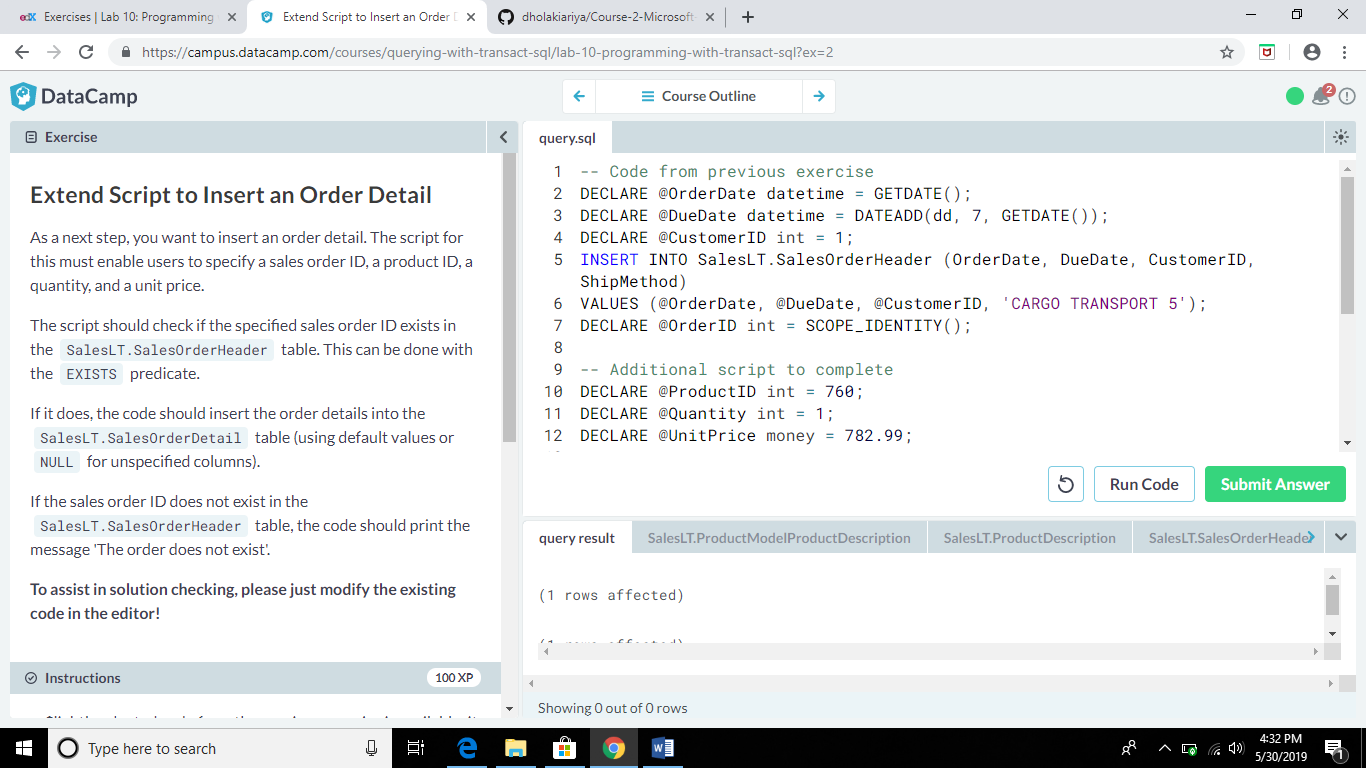 edX Exercises | Lab 10: Programming
Extend Script to Insert an Order D
dholakiariya/Course-2-Microsoft-
https://campus.datacamp.com/courses/querying-with-transact-sql/lab-10-programming-with-transact-sql?ex=2
DataCamp
Course Outline
2
Exercise
Extend Script to Insert an Order Detail
As a next step, you want to insert an order detail. The script for
this must enable users to specify a sales order ID, a product ID, a
quantity, and a unit price.
The script should check if the specified sales order ID exists in
the SalesLT.SalesOrderHeader table. This can be done with
the EXISTS predicate.
If it does, the code should insert the order details into the
SalesLT.SalesOrderDetail table (using default values or
NULL for unspecified columns).
If the sales order ID does not exist in the
SalesLT.SalesOrderHeader table, the code should print the
message 'The order does not exist'.
To assist in solution checking, please just modify the existing
code in the editor!
Instructions
100 XP
query.sql
1 -- Code from previous exercise
2 DECLARE @OrderDate datetime = GETDATE();
3 DECLARE @DueDate datetime = DATEADD(dd, 7, GETDATE());
4 DECLARE @CustomerID int = 1;
5 INSERT INTO SalesLT.SalesOrderHeader (OrderDate, DueDate, CustomerID,
ShipMethod)
6 VALUES (@OrderDate, @DueDate, @CustomerID, 'CARGO TRANSPORT 5');
7 DECLARE @OrderID int = SCOPE_IDENTITY();
8
9 -- Additional script to complete
10 DECLARE @ProductID int = 760;
11 DECLARE @Quantity int = 1;
12 DECLARE @UnitPrice money = 782.99;
Run Code
Submit Answer
query result
SalesLT.ProductModelProductDescription
SalesLT.ProductDescription
SalesLT.SalesOrderHeade
(1 rows affected)
Showing 0 out of 0 rows
Type here to search
4:32 PM
5/30/2019
1